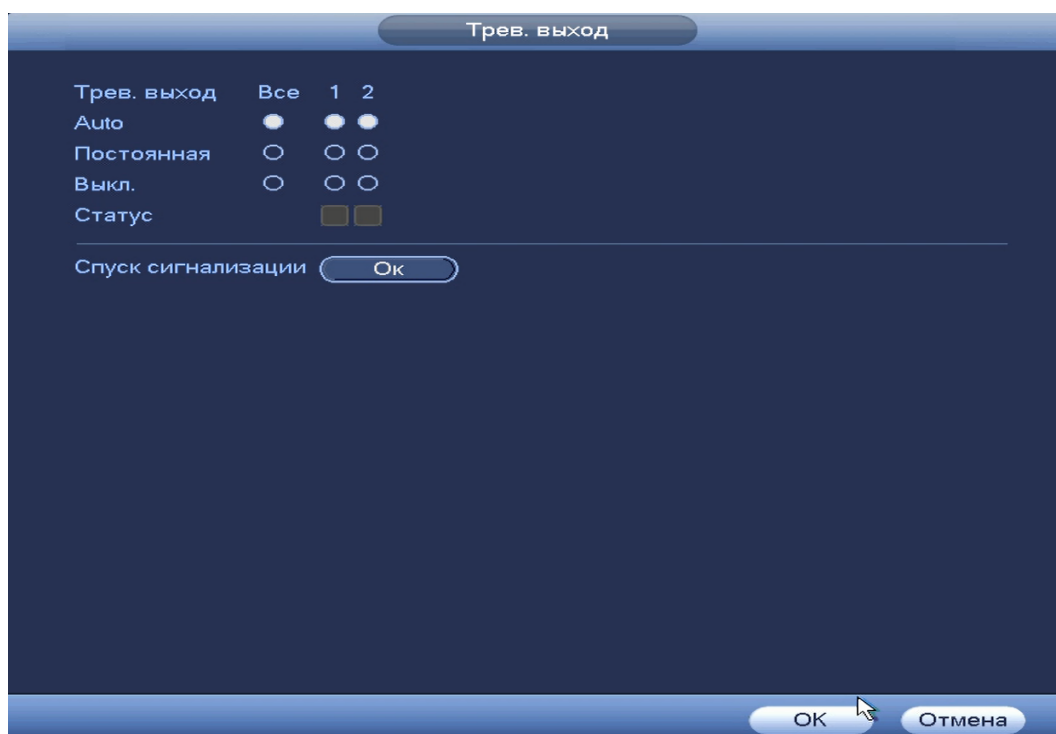 Трев. выход
Трев. выход Все 1 2
Auto
Постоянная
Выкл.
Статус
Спуск сигнализации Ок
OK Отмена